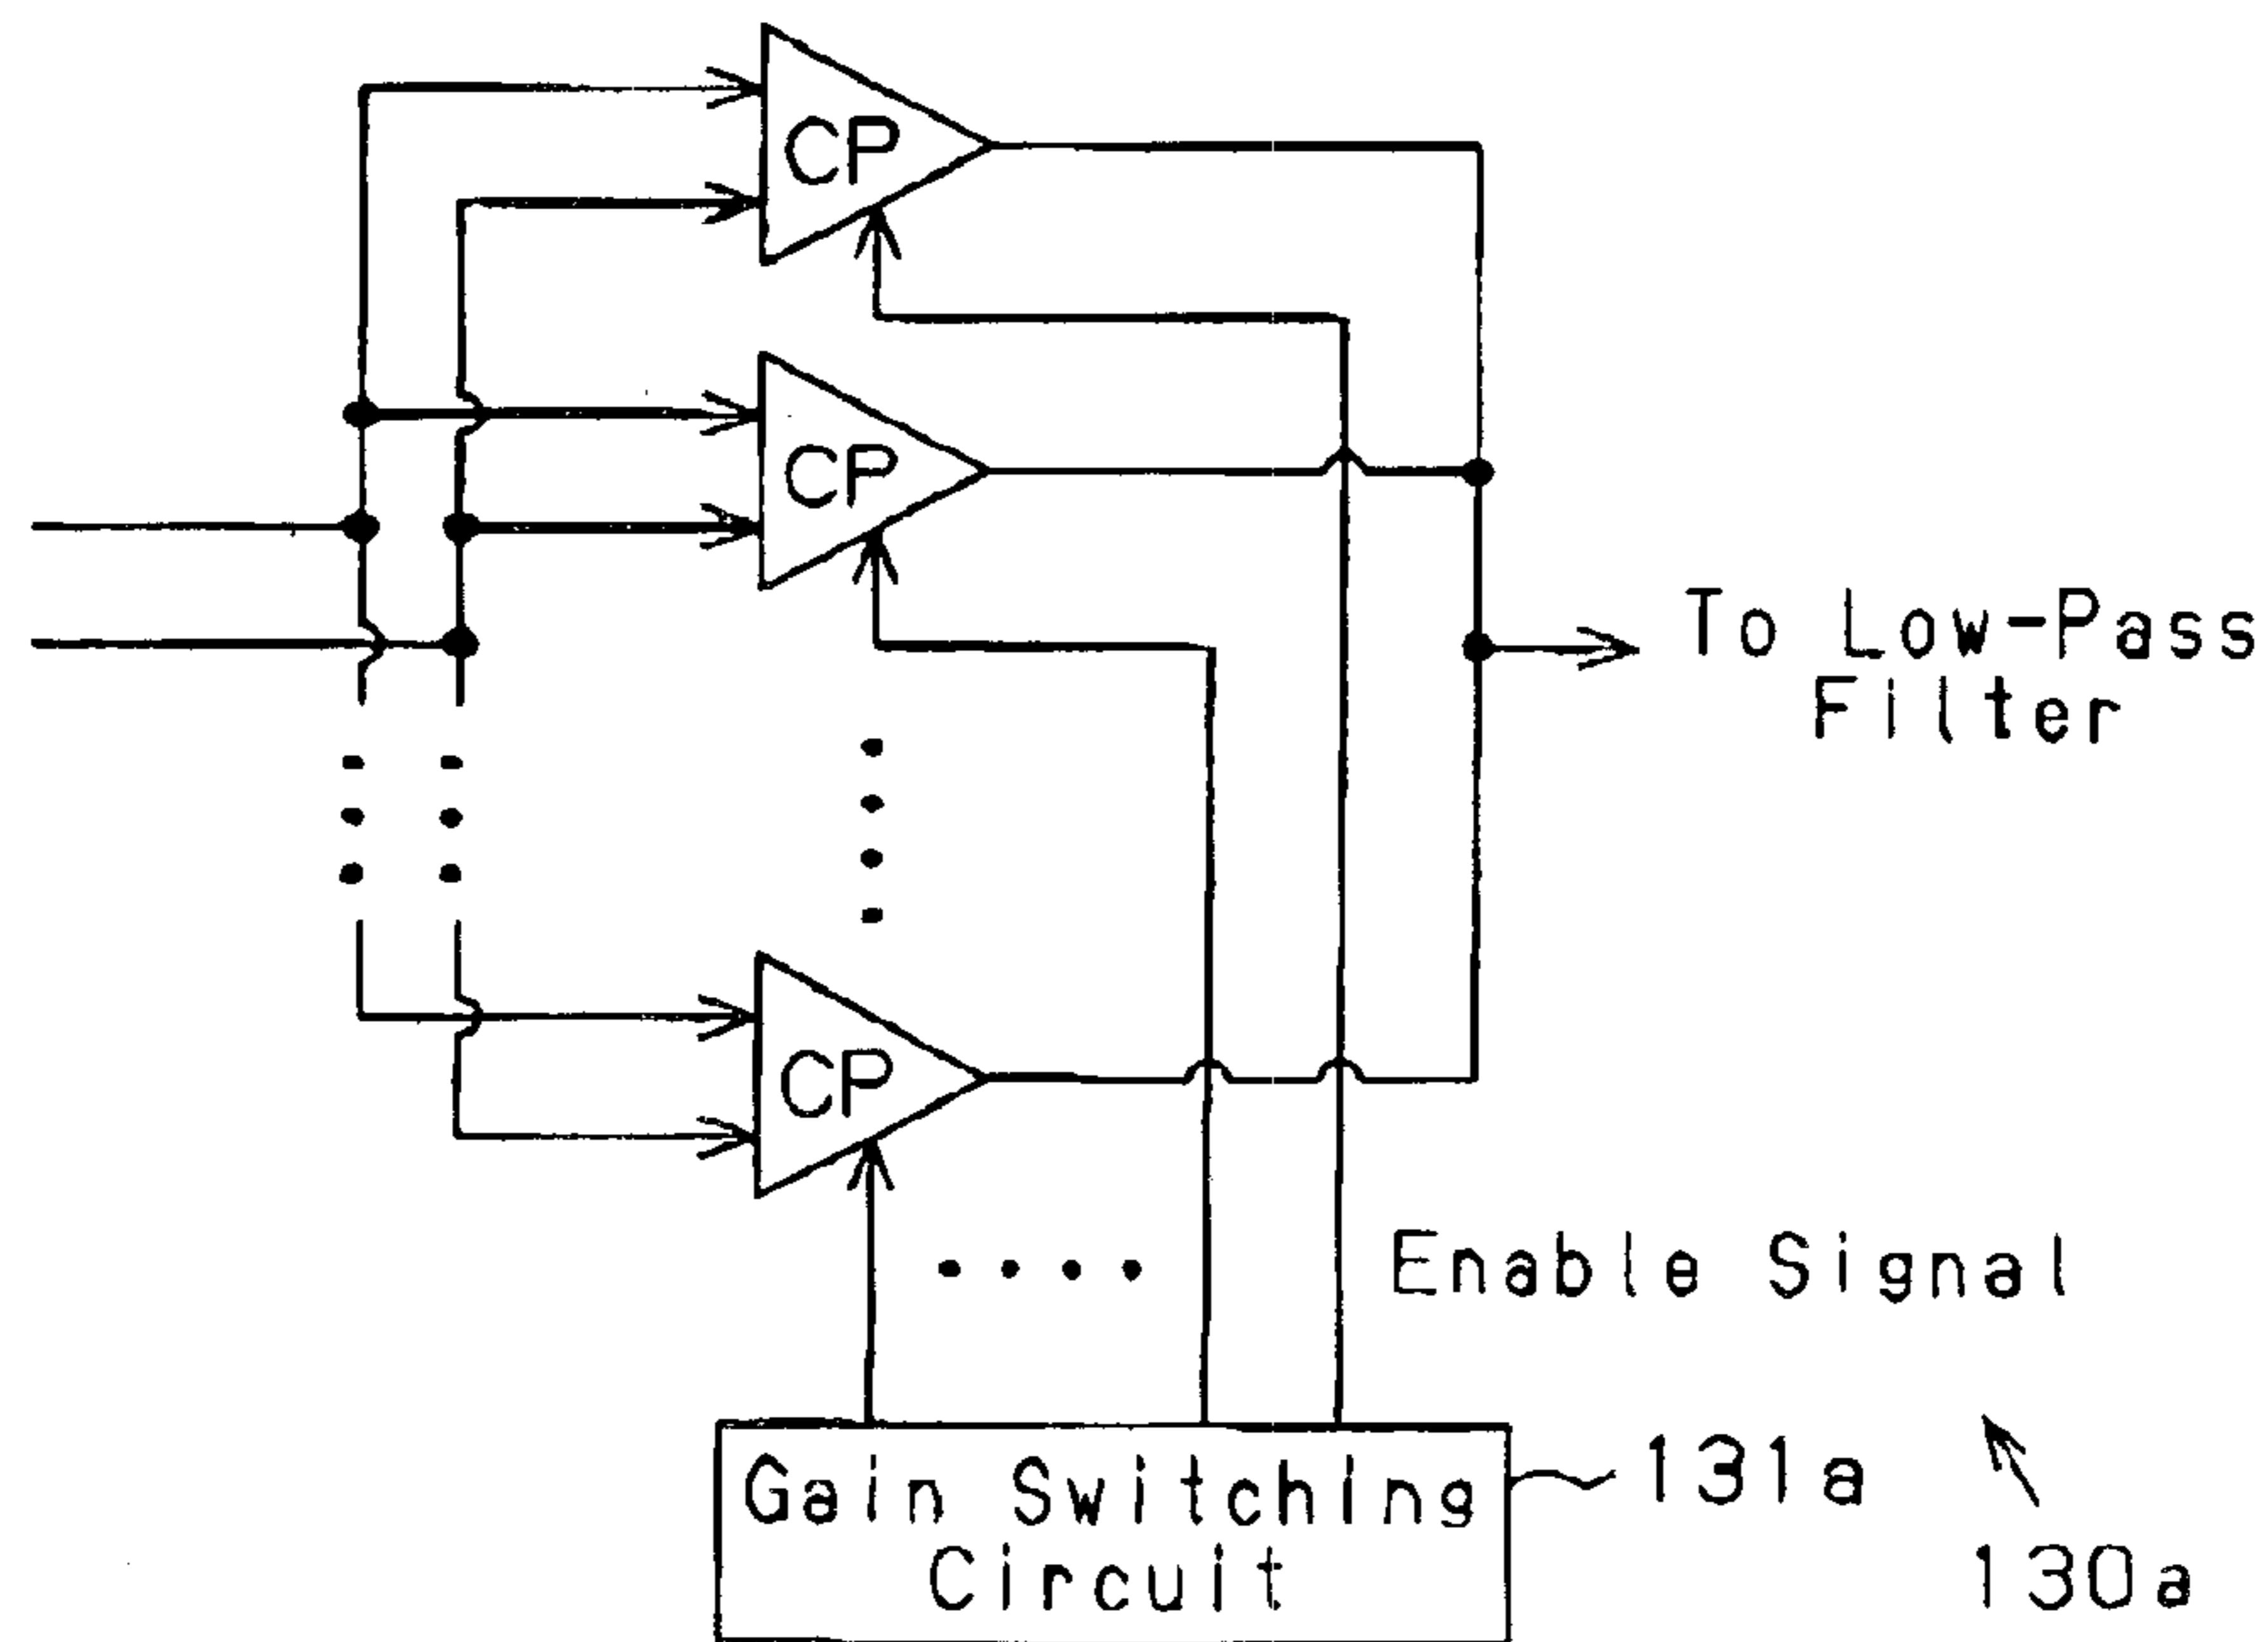 CP
CP
To Low-Pass
Filter
CP
Enable Signal
Gain Switching
Circuit
131a
130a